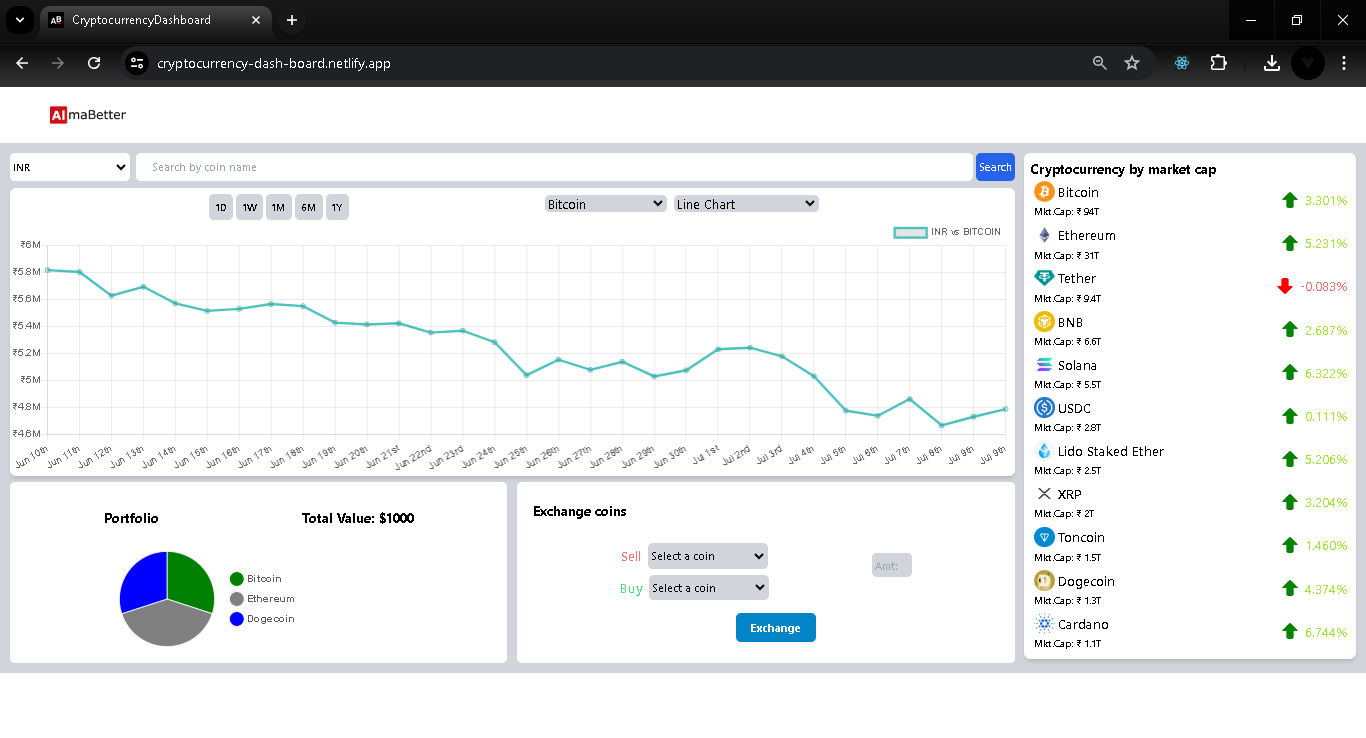 CryptocurrencyDashboard
cryptocurrency-dash-board.netlify.app
AlmaBetter
INR
Search by coin name
Search
1D 1W 1M 6M 1Y
Bitcoin
Line Chart
INR vs BITCOIN
₹6M
₹5.8M
₹5.6M
₹5.4M
₹5.2M
₹5M
₹4.8M
₹4.6M
Jun 10th Jun 11th Jun 12th Jun 13th Jun 14th Jun 15th Jun 16th Jun 17th Jun 18th Jun 19th Jun 20th Jun 21st Jun 22nd Jun 23rd Jun 24th Jun 25th Jun 26th Jun 27th Jun 28th Jun 29th Jun 30th Jul 1st Jul 2nd Jul 3rd Jul 4th Jul 5th Jul 6th Jul 7th Jul 8th Jul 9th Jul 9th
Portfolio
Total Value: $1000
Bitcoin
Ethereum
Dogecoin
Exchange coins
Sell Select a coin
Amt:
Buy Select a coin
Exchange
Cryptocurrency by market cap
Bitcoin
Mkt.Cap: ₹ 94T
3.301%
Ethereum
Mkt.Cap: ₹ 31T
5.231%
Tether
Mkt.Cap: ₹ 9.4T
-0.083%
BNB
Mkt.Cap: ₹ 6.6T
2.687%
Solana
Mkt.Cap: ₹ 5.5T
6.322%
USDC
Mkt.Cap: ₹ 2.8T
0.111%
Lido Staked Ether
Mkt.Cap: ₹ 2.5T
5.206%
XRP
Mkt.Cap: ₹ 2T
3.204%
Toncoin
Mkt.Cap: ₹ 1.5T
1.460%
Dogecoin
Mkt.Cap: ₹ 1.3T
4.374%
Cardano
Mkt.Cap: ₹ 1.1T
6.744%